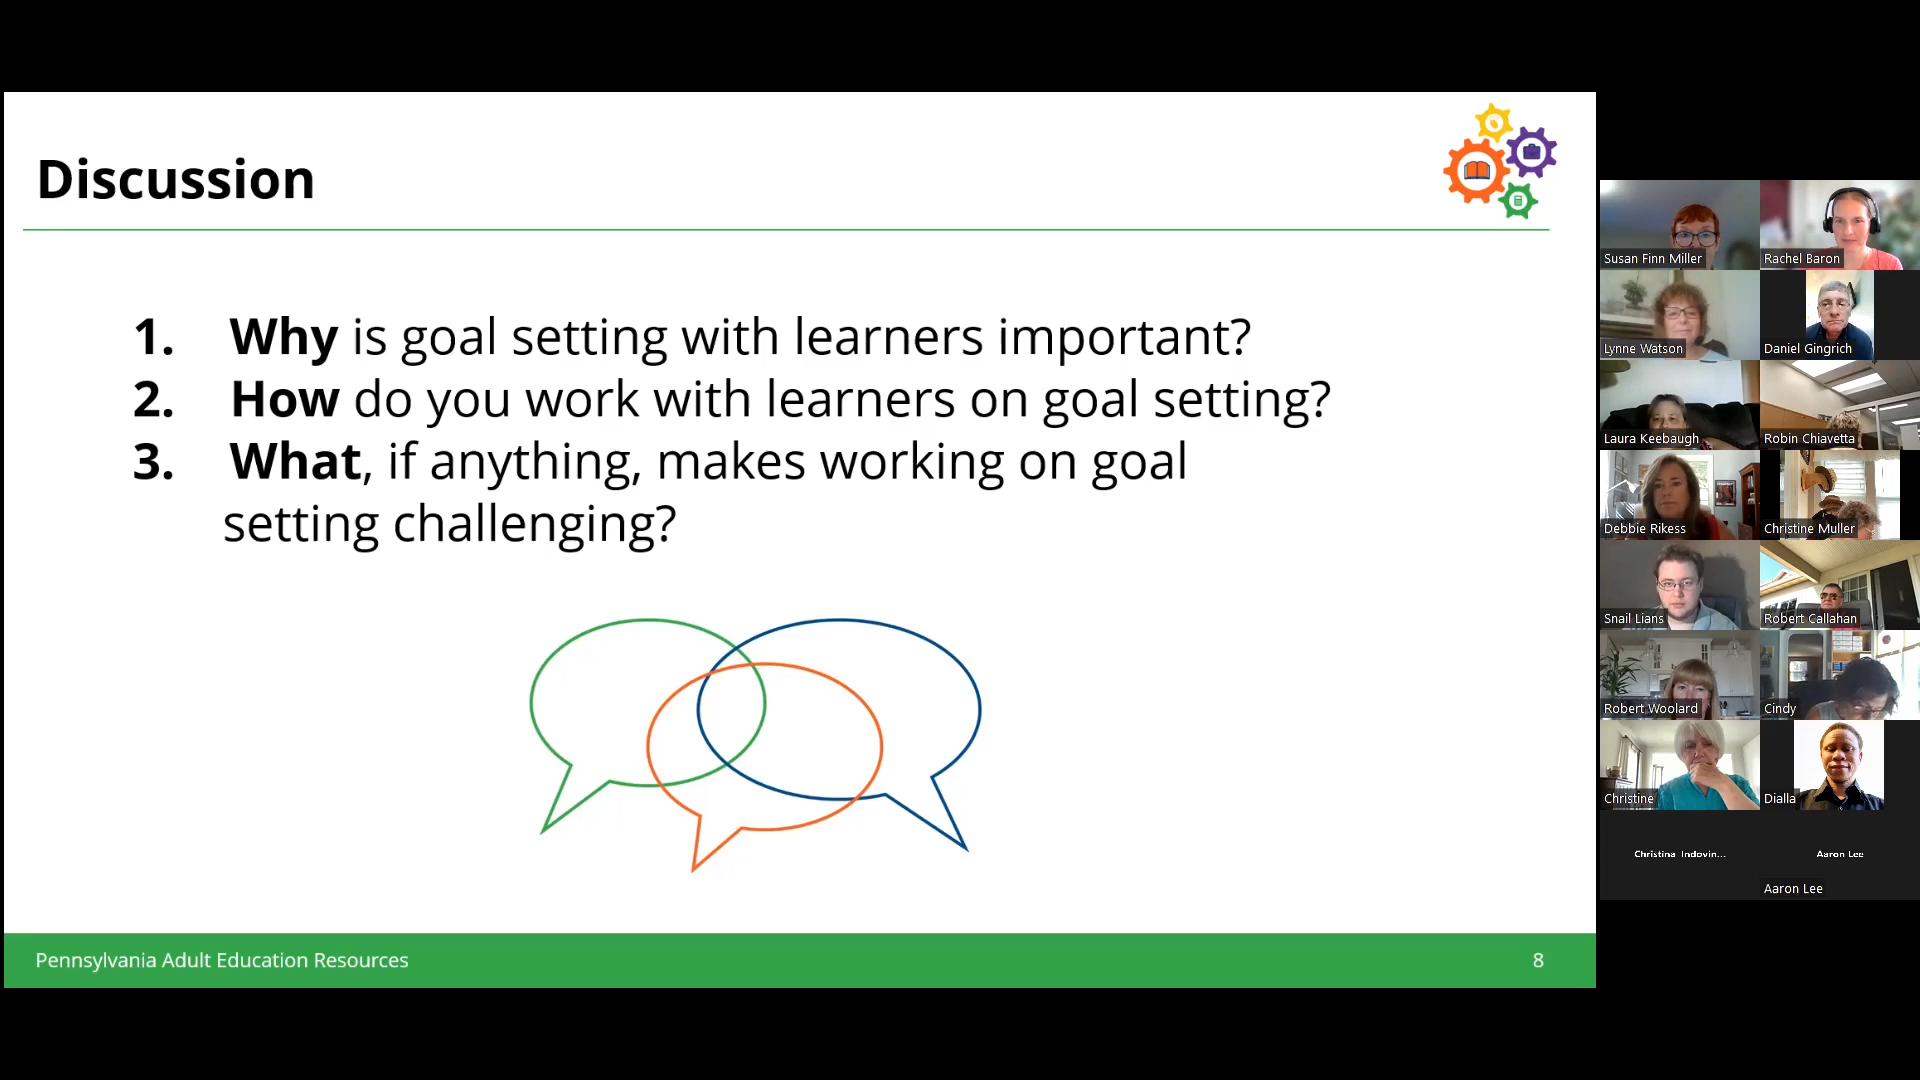 Discussion
1. Why is goal setting with learners important?
2. How do you work with learners on goal setting?
3. What, if anything, makes working on goal
setting challenging?
Pennsylvania Adult Education Resources
8
Susan Finn Miller
Rachel Baron
Lynne Watson
Daniel Gingrich
Laura Keebaugh
Robin Chiavetta
Debbie Rikess
Christine Muller
Snail Lians
Robert Callahan
Robert Woolard
Cindy
Christine
Dialla
Christina Indovin...
Aaron Lee
Aaron Lee